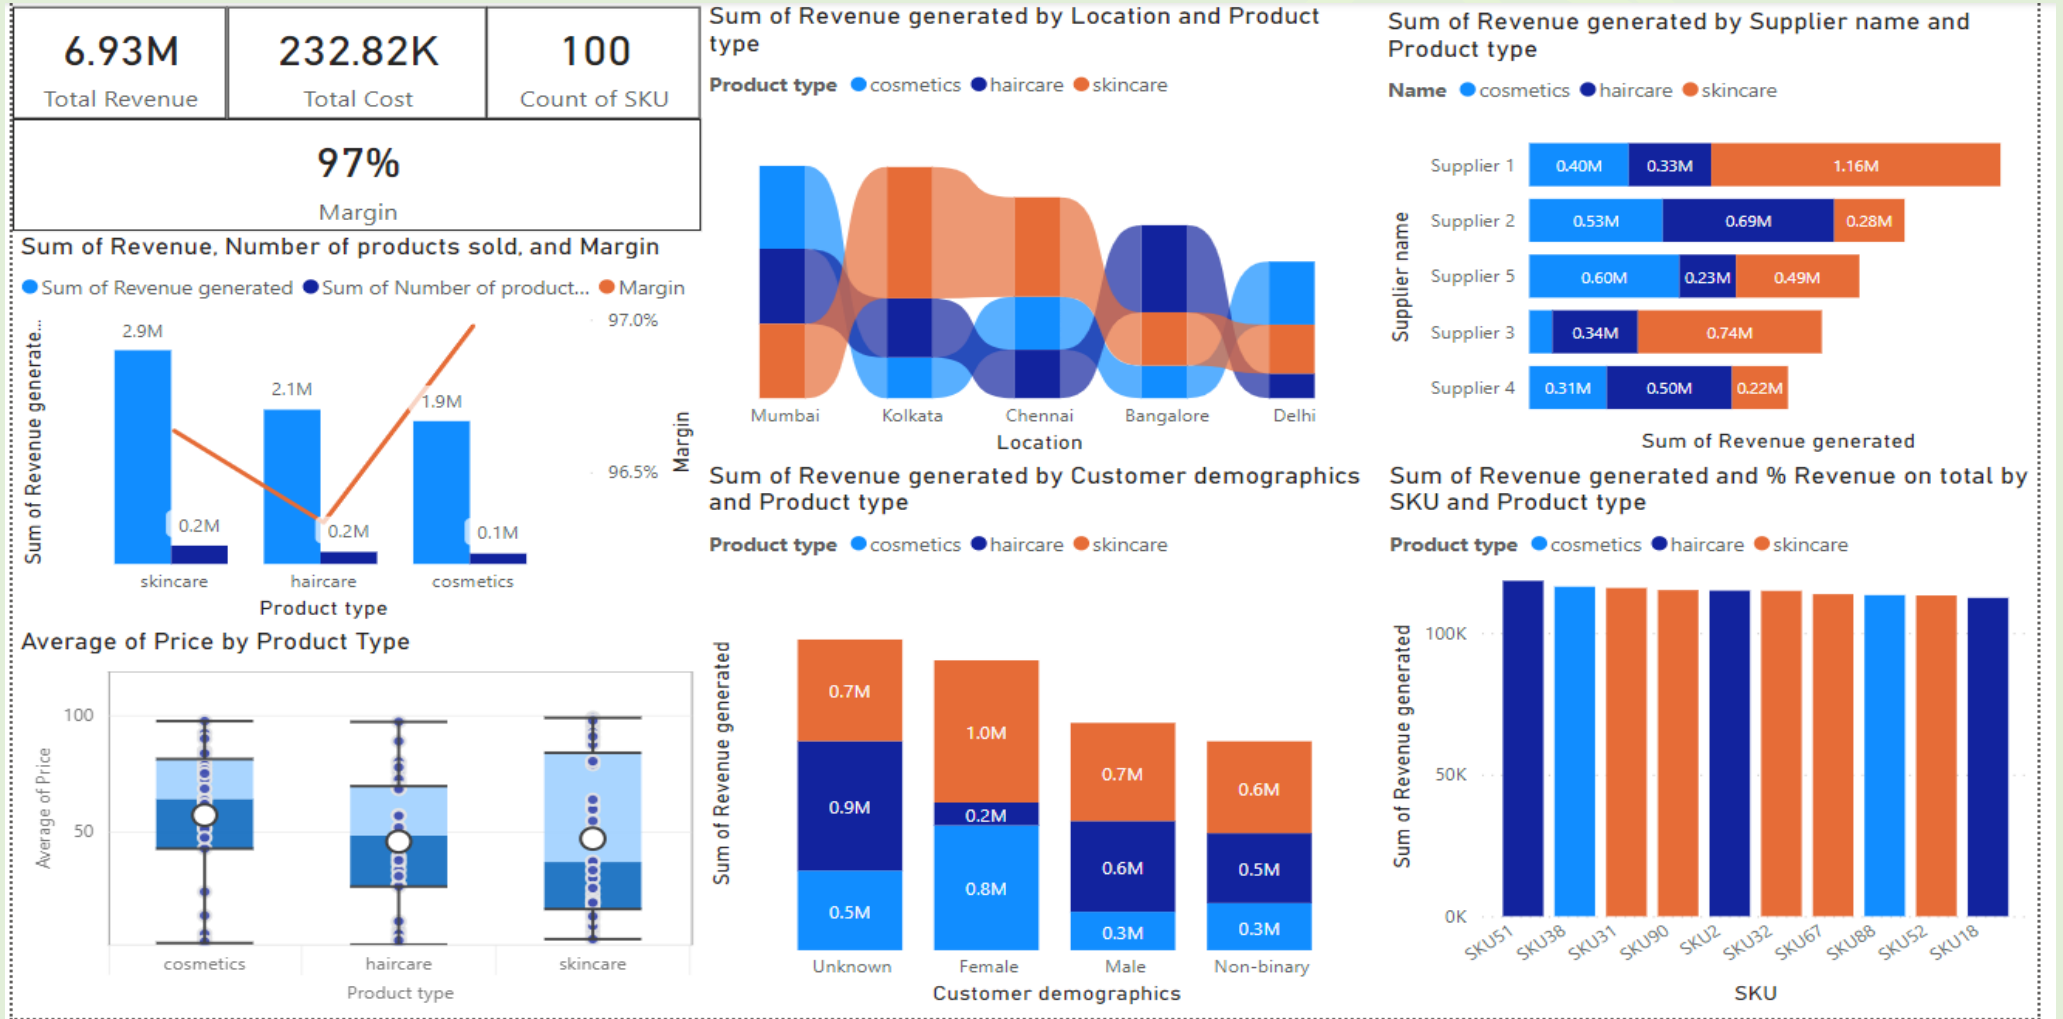 6.93M
Total Revenue
232.82K
Total Cost
100
Count of SKU
97%
Margin
Sum of Revenue, Number of products sold, and Margin
Sum of Revenue generated Sum of Number of product... Margin
Sum of Revenue generate...
2.9M
0.2M
2.1M
0.2M
1.9M
0.1M
97.0%
96.5%
Margin
skincare haircare cosmetics
Product type
Average of Price by Product Type
Average of Price
100
50
cosmetics haircare skincare
Product type
Sum of Revenue generated by Location and Product
type
Product type cosmetics haircare skincare
Mumbai Kolkata Chennai Bangalore Delhi
Location
Sum of Revenue generated by Customer demographics
and Product type
Product type cosmetics haircare skincare
Sum of Revenue generated
0.7M
0.9M
0.5M
1.0M
0.2M
0.8M
0.7M
0.6M
0.3M
0.6M
0.5M
0.3M
Unknown Female Male Non-binary
Customer demographics
Sum of Revenue generated by Supplier name and
Product type
Name cosmetics haircare skincare
Supplier name
Supplier 1 0.40M 0.33M 1.16M
Supplier 2 0.53M 0.69M 0.28M
Supplier 5 0.60M 0.23M 0.49M
Supplier 3 0.34M 0.74M
Supplier 4 0.31M 0.50M 0.22M
Sum of Revenue generated
Sum of Revenue generated and % Revenue on total by
SKU and Product type
Product type cosmetics haircare skincare
Sum of Revenue generated
100K
50K
0K
SKU51 SKU38 SKU31 SKU90 SKU2 SKU32 SKU67 SKU88 SKU52 SKU18
SKU